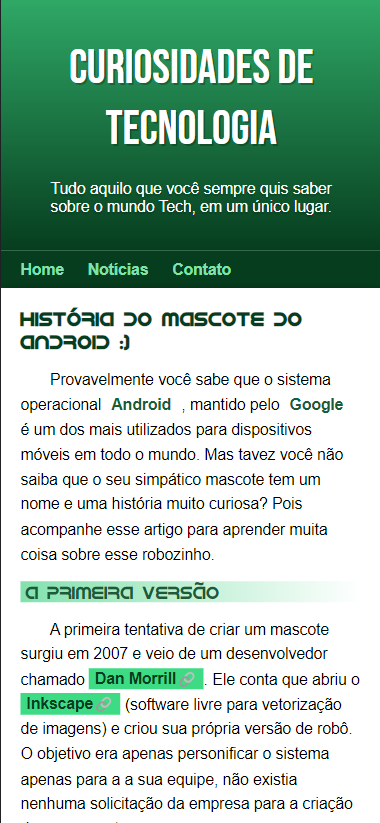 CURIOSIDADES DE
TECNOLOGIA
Tudo aquilo que você sempre quis saber
sobre o mundo Tech, em um único lugar.
Home Notícias Contato
HISTÓRIA DO MASCOTE DO
ANDROID :)
Provavelmente você sabe que o sistema
operacional Android , mantido pelo Google
é um dos mais utilizados para dispositivos
móveis em todo o mundo. Mas tavez você não
saiba que o seu simpático mascote tem um
nome e uma história muito curiosa? Pois
acompanhe esse artigo para aprender muita
coisa sobre esse robozinho.
A PRIMEIRA VERSÃO
A primeira tentativa de criar um mascote
surgiu em 2007 e veio de um desenvolvedor
chamado Dan Morrill . Ele conta que abriu o
Inkscape (software livre para vetorização
de imagens) e criou sua própria versão de robô.
O objetivo era apenas personificar o sistema
apenas para a a sua equipe, não existia
nenhuma solicitação da empresa para a criação